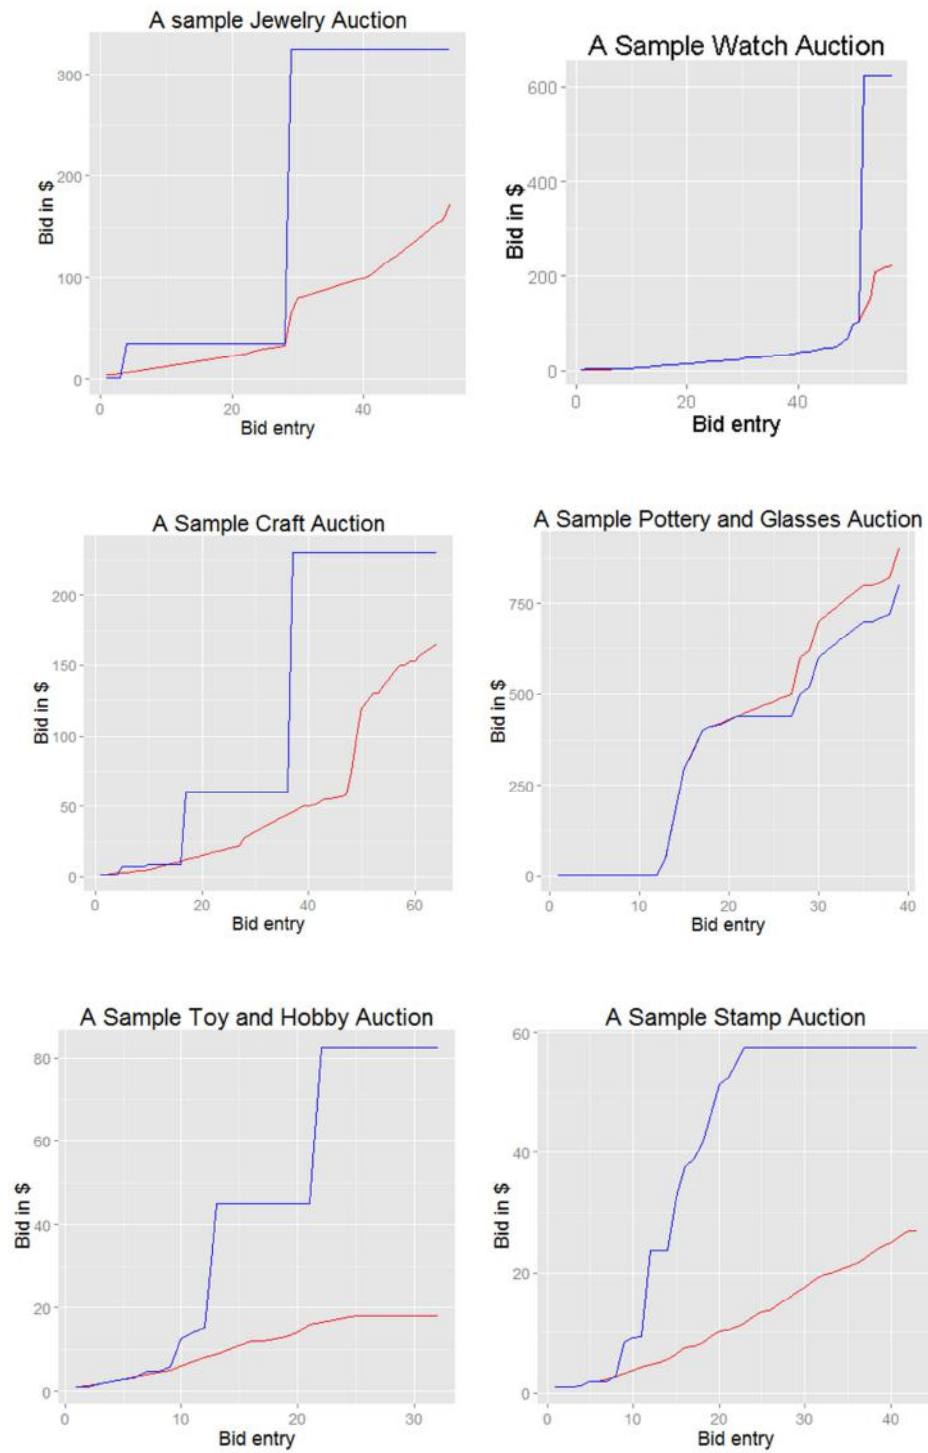 A sample Jewelry Auction
300
200
100
0
Bid in $
0 20 40
Bid entry
A Sample Watch Auction
600
400
200
0
Bid in $
0 20 40
Bid entry
A Sample Craft Auction
200
150
100
50
0
Bid in $
0 20 40 60
Bid entry
A Sample Pottery and Glasses Auction
750
500
250
0
Bid in $
0 10 20 30 40
Bid entry
A Sample Toy and Hobby Auction
80
60
40
20
0
Bid in $
0 10 20 30
Bid entry
A Sample Stamp Auction
60
40
20
0
Bid in $
0 10 20 30 40
Bid entry